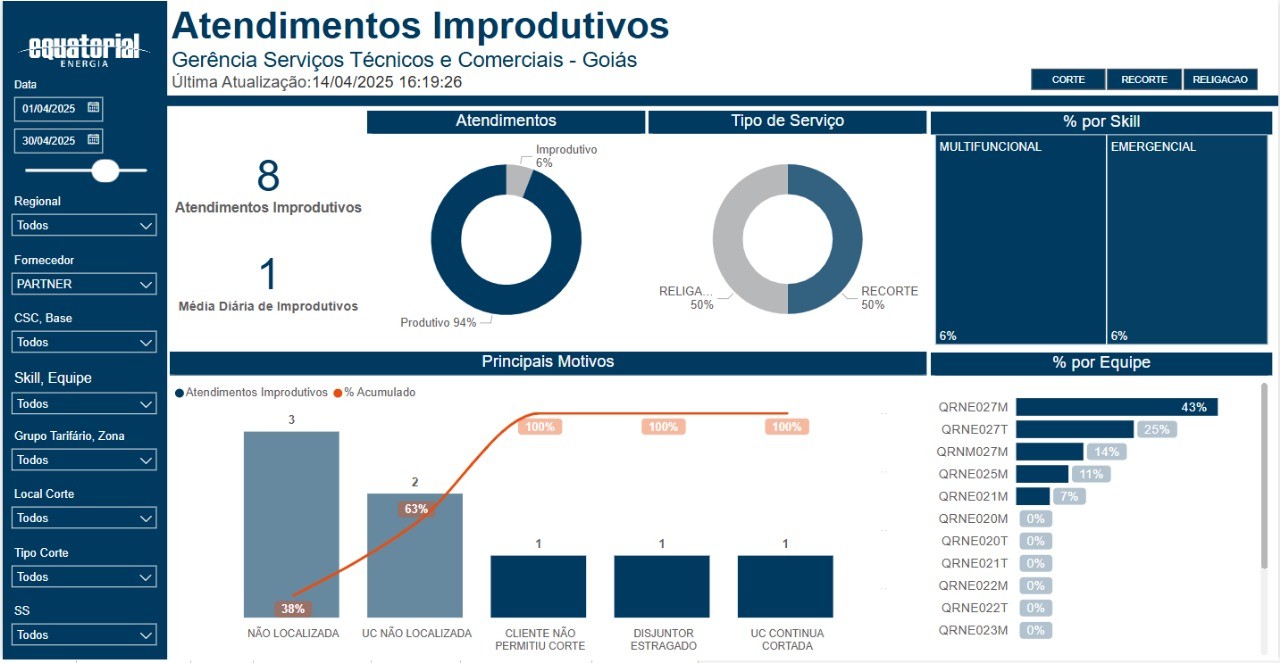 equatorial
ENERGIA
Atendimentos Improdutivos
Gerência Serviços Técnicos e Comerciais - Goiás
Última Atualização:14/04/2025 16:19:26
CORTE
RECORTE
RELIGACAO
Data
01/04/2025
30/04/2025
Regional
Todos
Fornecedor
PARTNER
CSC, Base
Todos
Skill, Equipe
Todos
Grupo Tarifário, Zona
Todos
Local Corte
Todos
Tipo Corte
Todos
SS
Todos
8
Atendimentos Improdutivos
1
Média Diária de Improdutivos
Atendimentos
Improdutivo
6%
Produtivo 94%
Tipo de Serviço
RELIGA...
50%
RECORTE
50%
% por Skill
MULTIFUNCIONAL
6%
EMERGENCIAL
6%
Principais Motivos
Atendimentos Improdutivos
% Acumulado
3
2
1
1
1
38%
63%
100%
100%
100%
NÃO LOCALIZADA
UC NÃO LOCALIZADA
CLIENTE NÃO
PERMITIU CORTE
DISJUNTOR
ESTRAGADO
UC CONTINUA
CORTADA
% por Equipe
QRNE027M 43%
QRNE027T 25%
QRNM027M 14%
QRNE025M 11%
QRNE021M 7%
QRNE020M 0%
QRNE020T 0%
QRNE021T 0%
QRNE022M 0%
QRNE022T 0%
QRNE023M 0%